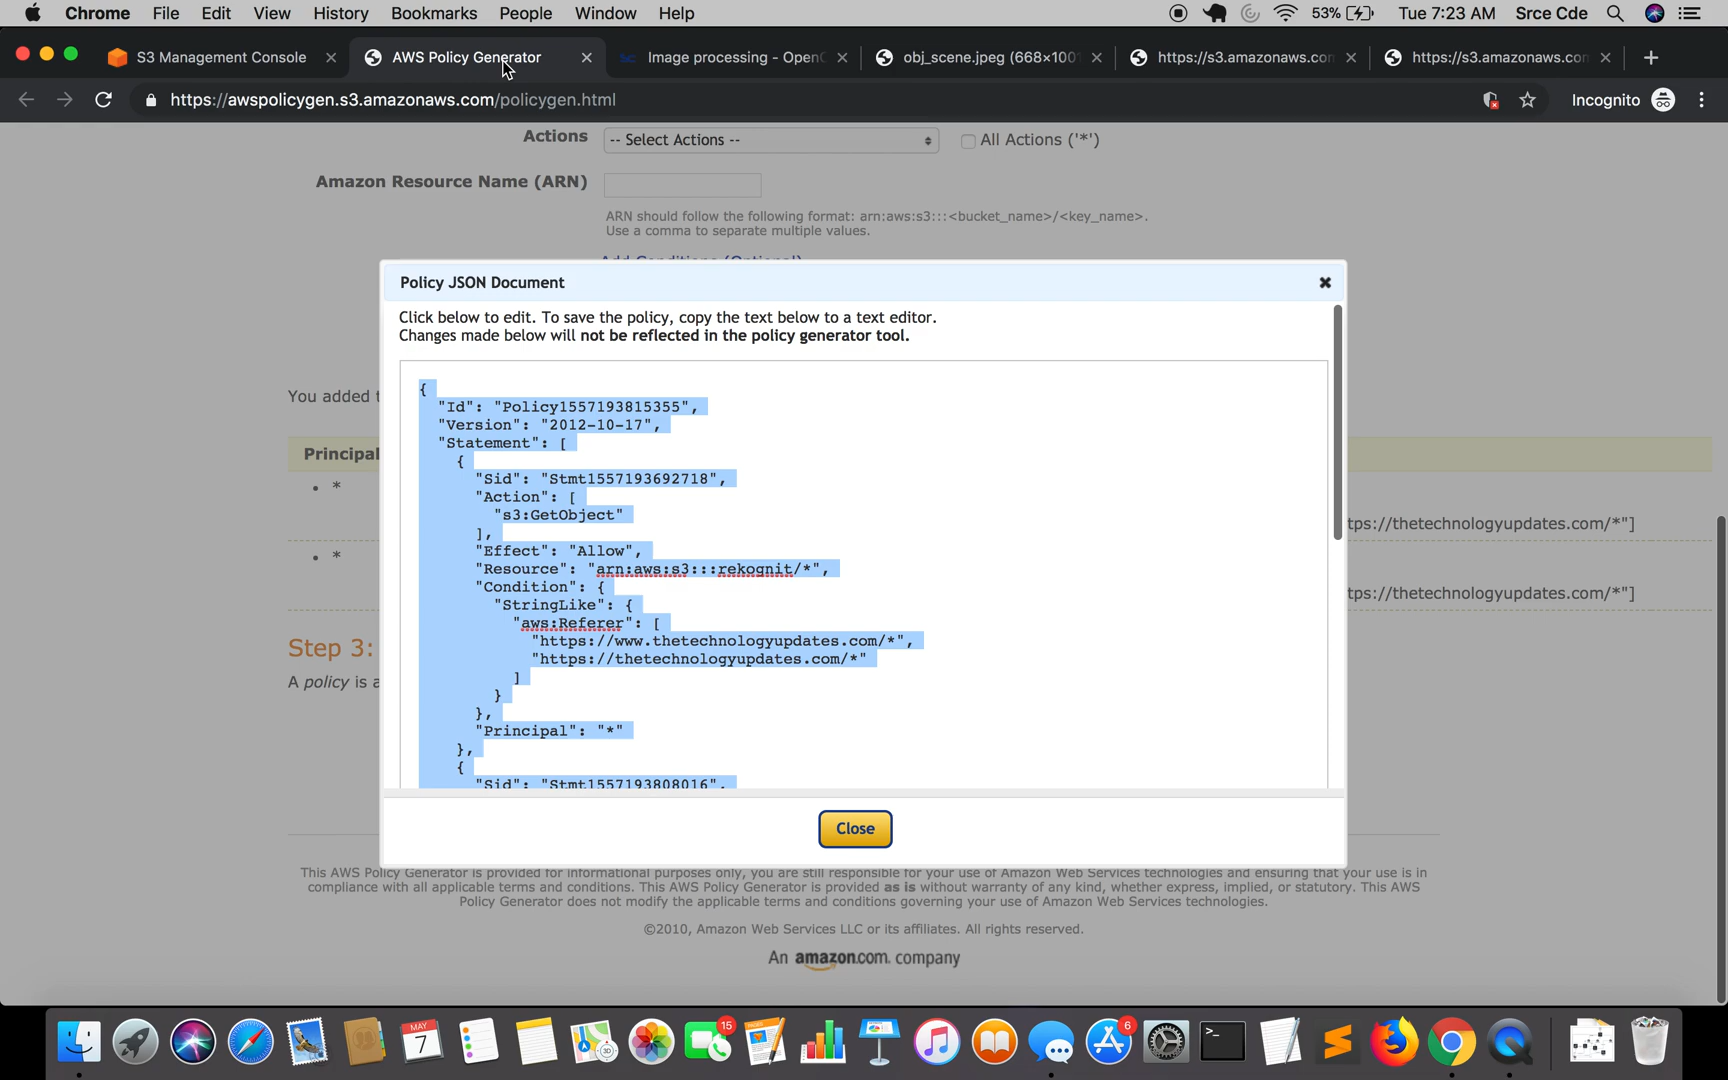 Chrome File Edit View History Bookmarks People Window Help 53% Tue 7:23 AM Srce Cde
S3 Management Console AWS Policy Generator Image processing - OpenC obj_scene.jpeg (668×1001 https://s3.amazonaws.con https://s3.amazonaws.con
https://awspolicygen.s3.amazonaws.com/policygen.html Incognito
Actions -- Select Actions -- All Actions ('*')
Amazon Resource Name (ARN)
ARN should follow the following format: arn:aws:s3:::<bucket_name>/<key_name>.
Use a comma to separate multiple values.
Add Conditions (Optional)
Policy JSON Document
Click below to edit. To save the policy, copy the text below to a text editor.
Changes made below will not be reflected in the policy generator tool.
{
"Id": "Policy1557193815355",
"Version": "2012-10-17",
"Statement": [
{
"Sid": "Stmt1557193692718",
"Action": [
"s3:GetObject"
],
"Effect": "Allow",
"Resource": "arn:aws:s3:::rekognit/*",
"Condition": {
"StringLike": {
"aws:Referer": [
"https://www.thetechnologyupdates.com/*",
"https://thetechnologyupdates.com/*"
]
}
},
"Principal": "*"
},
{
"Sid": "Stmt1557193808016",
Close
You added t
Principal
• *
tps://thetechnologyupdates.com/*"]
• *
tps://thetechnologyupdates.com/*"]
Step 3:
A policy is a
This AWS Policy Generator is provided for informational purposes only, you are still responsible for your use of Amazon Web Services technologies and ensuring that your use is in
compliance with all applicable terms and conditions. This AWS Policy Generator is provided as is without warranty of any kind, whether express, implied, or statutory. This AWS
Policy Generator does not modify the applicable terms and conditions governing your use of Amazon Web Services technologies.
©2010, Amazon Web Services LLC or its affiliates. All rights reserved.
An amazon.com. company
MAY
7
3D
15
6